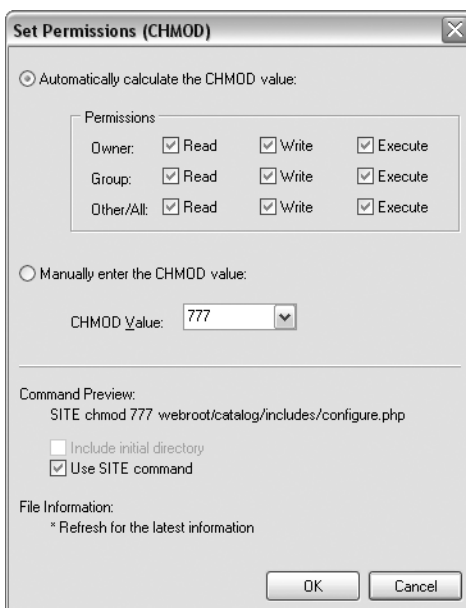 Set Permissions (CHMOD)
Automatically calculate the CHMOD value:
Permissions
Owner: Read Write Execute
Group: Read Write Execute
Other/All: Read Write Execute
Manually enter the CHMOD value:
CHMOD Value: 777
Command Preview:
SITE chmod 777 webroot/catalog/includes/configure.php
Include initial directory
Use SITE command
File Information:
* Refresh for the latest information
OK Cancel